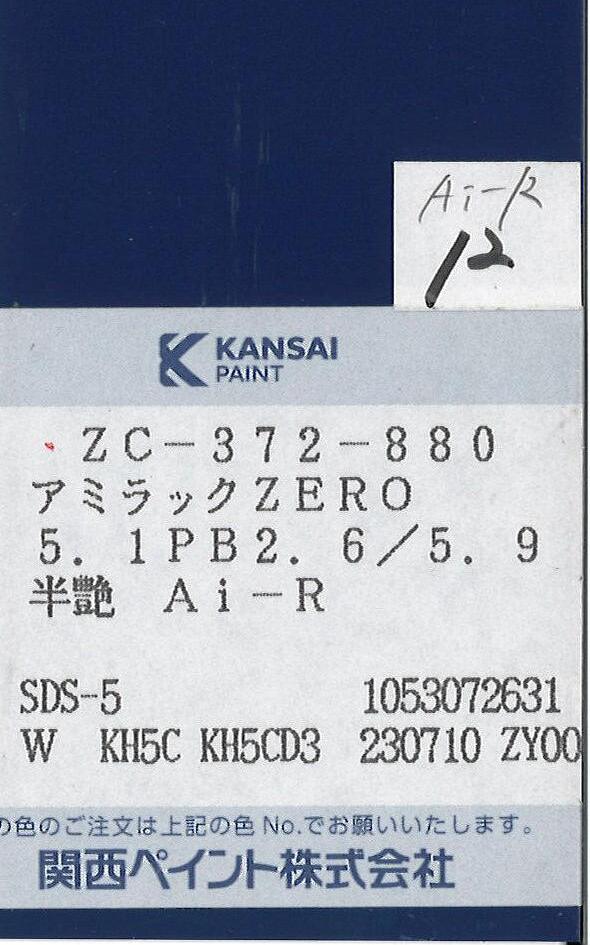 Ai-R
12
KANSAI
PAINT
ZC-372-880
アミラックZERO
5.1PB2.6/5.9
半艶 Ai-R
SDS-5 1053072631
W KH5C KH5CD3 230710 ZY00
の色のご注文は上記の色No.でお願いいたします。
関西ペイント株式会社